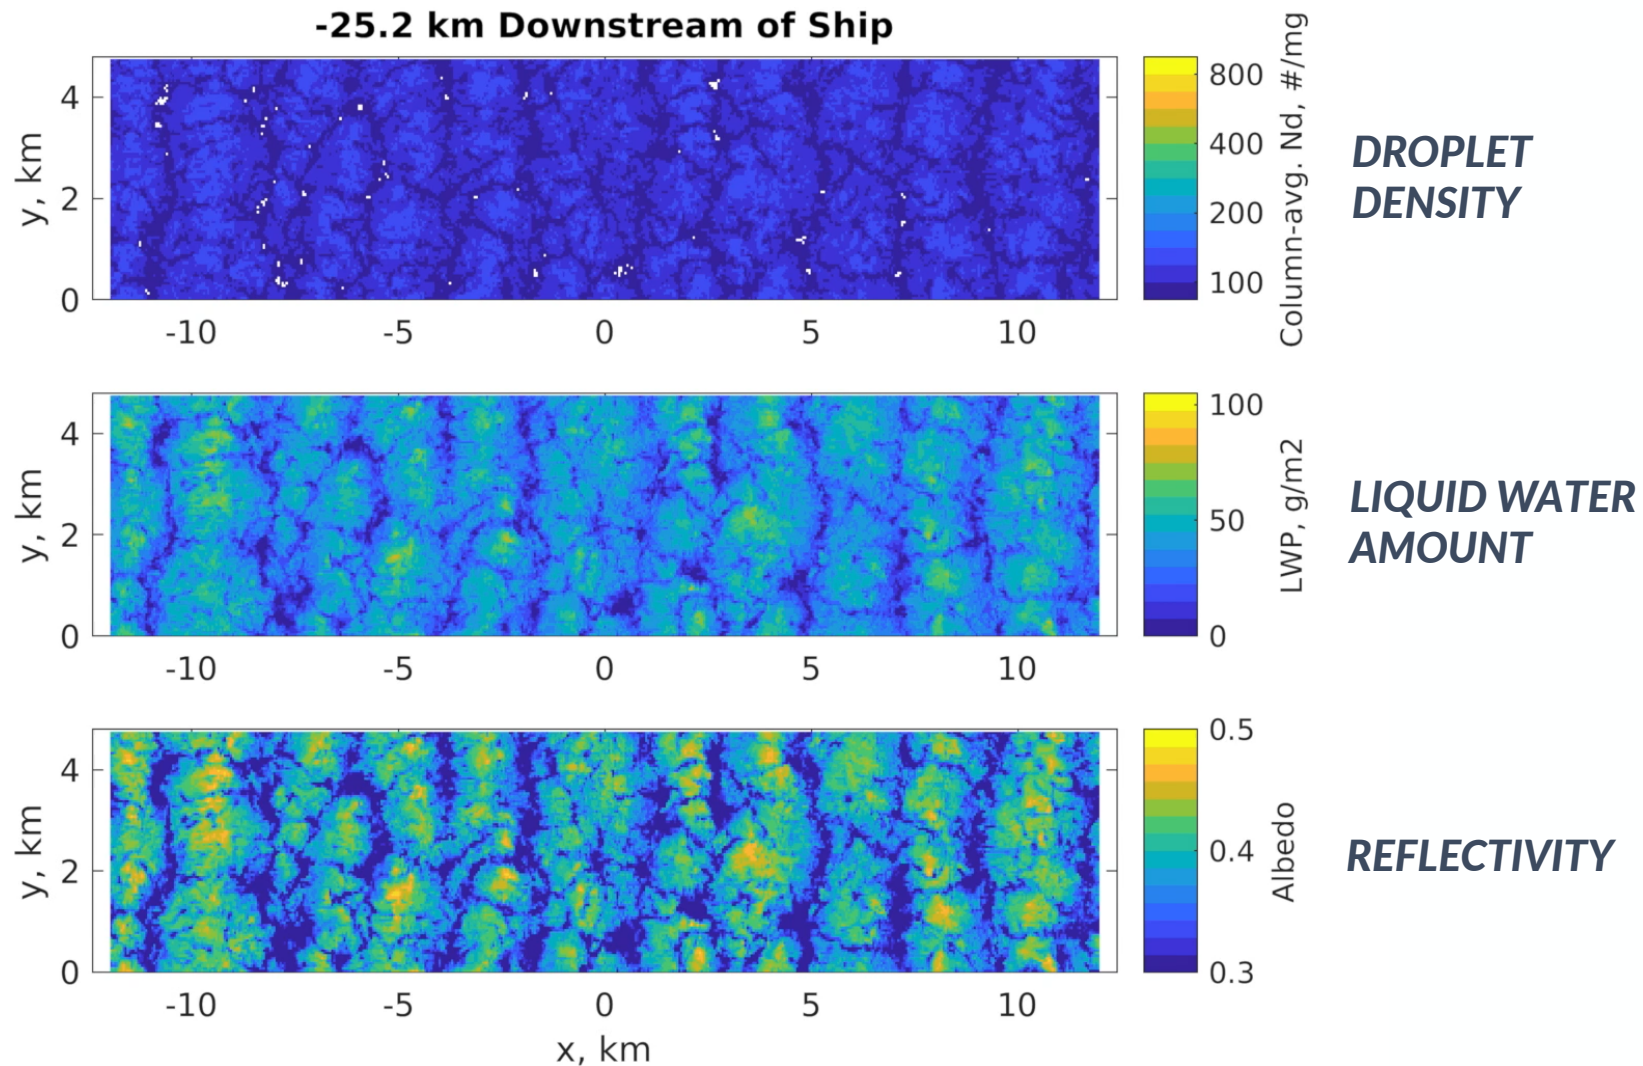 -25.2 km Downstream of Ship
y, km
4
2
0
-10 -5 0 5 10
800
400
200
100
Column-avg. Nd, #/mg
DROPLET
DENSITY
y, km
4
2
0
-10 -5 0 5 10
100
50
0
LWP, g/m2
LIQUID WATER
AMOUNT
y, km
4
2
0
-10 -5 0 5 10
x, km
0.5
0.4
0.3
Albedo
REFLECTIVITY